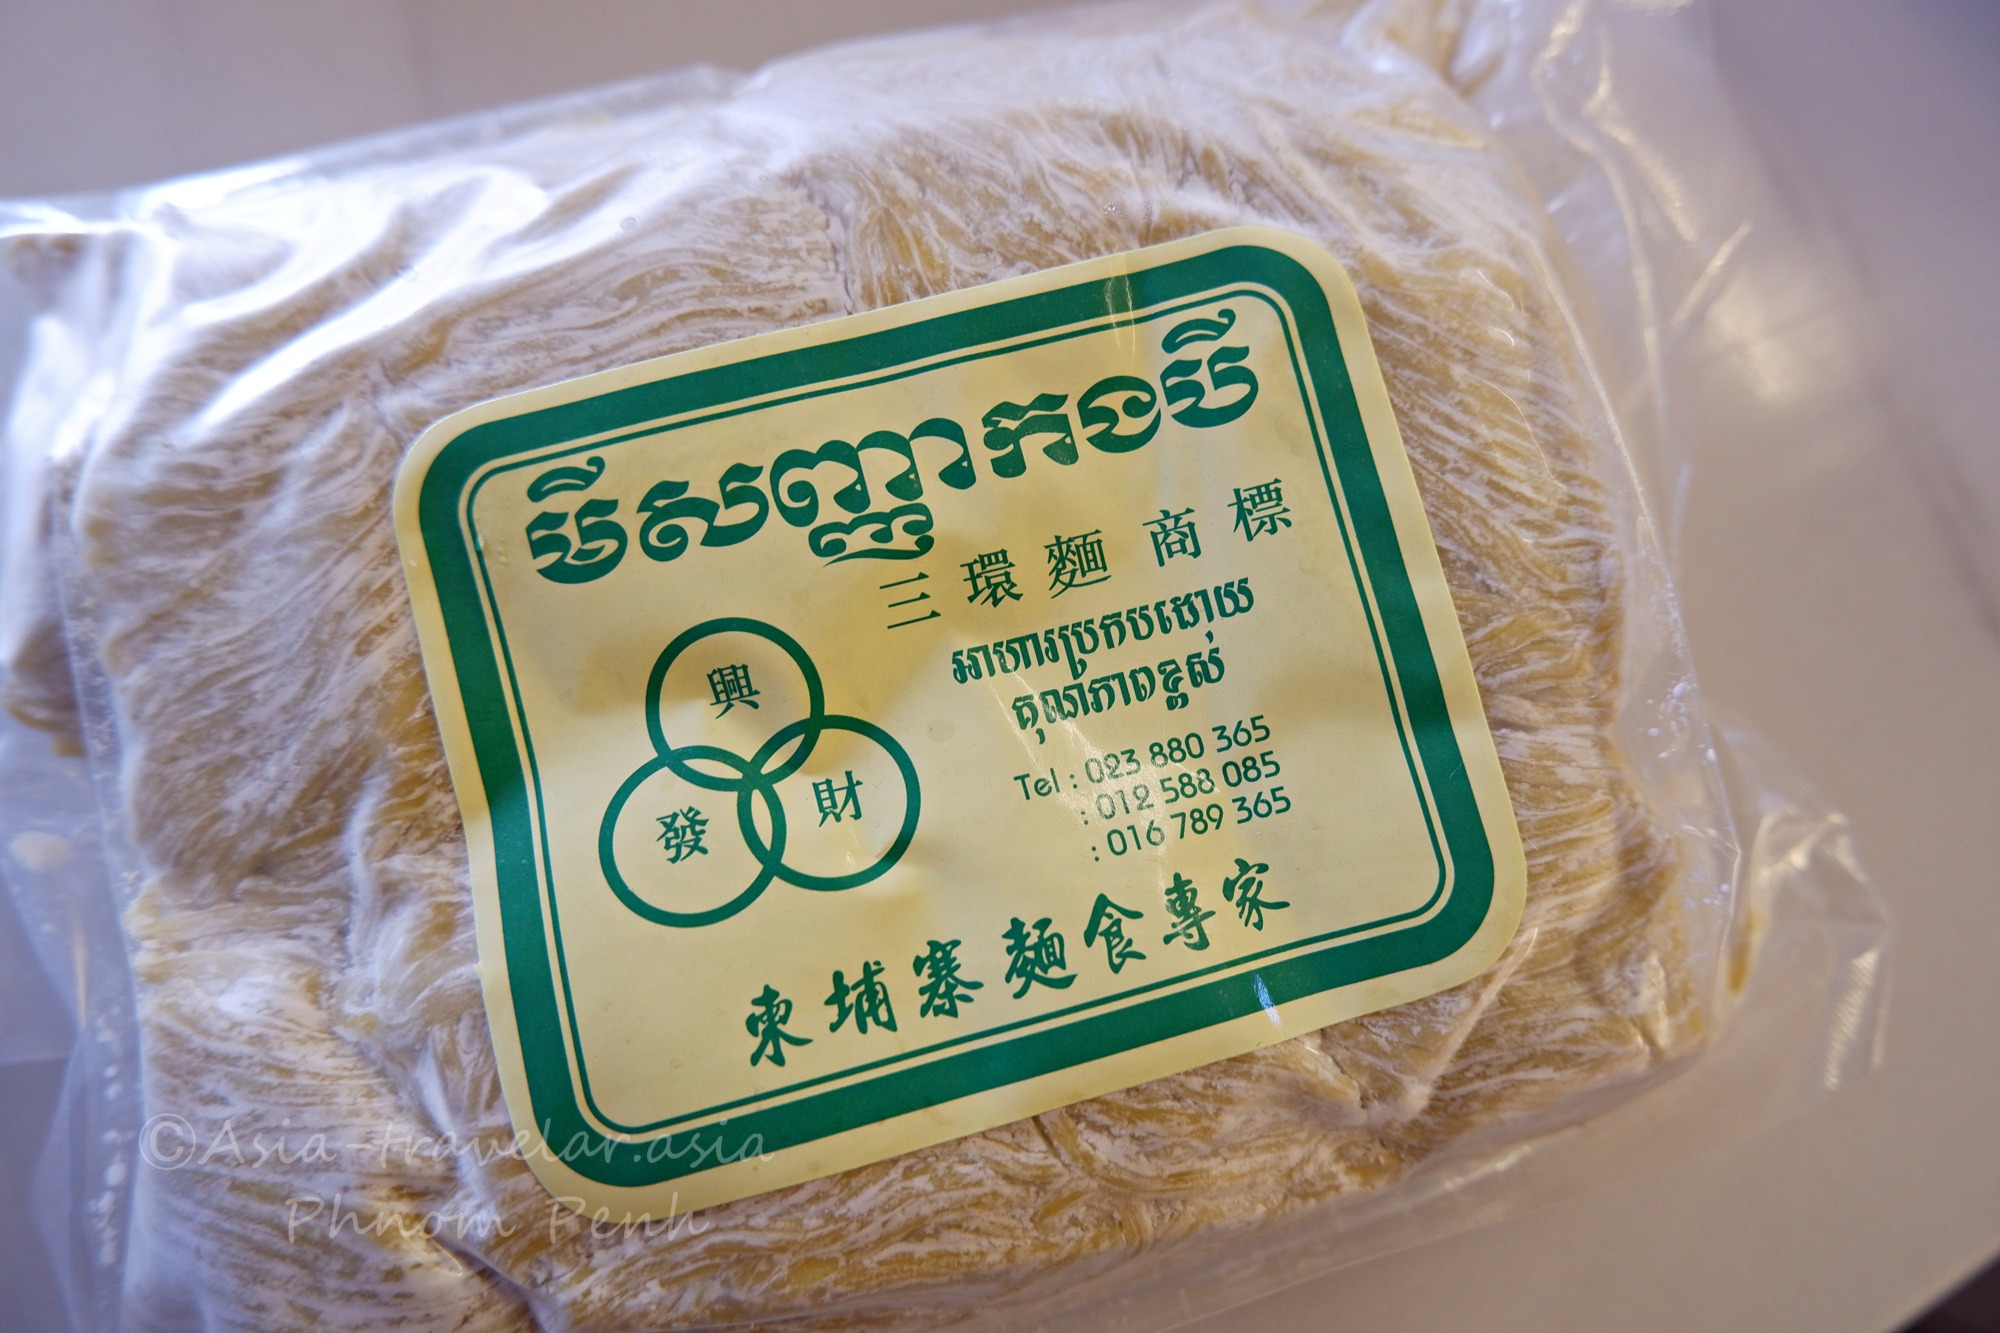 មីសញ្ញាកងបី
三環麵商標
អាហារប្រកបដោយ
គុណភាពខ្ពស់
興
發 財
Tel : 023 880 365
: 012 588 085
: 016 789 365
柬埔寨麵食專家
©Asia-travelar.asia
Phnom Penh